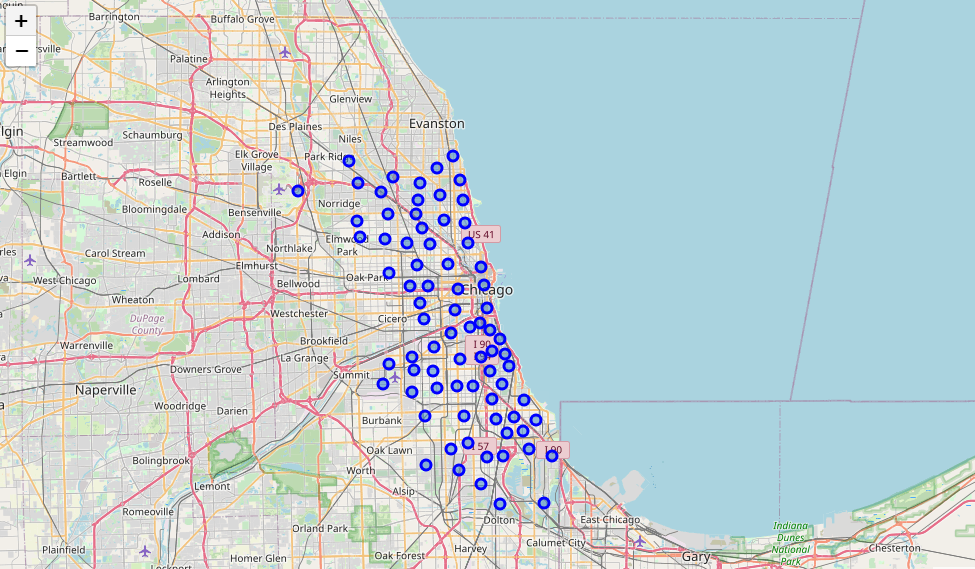 +
−
Barrington
Buffalo Grove
Palatine
Arlington
Heights
Glenview
Evanston
Des Plaines
Niles
lgin
Schaumburg
Streamwood
Elk Grove
Village
Elgin
Bartlett
Roselle
Norridge
Bloomingdale
Bensenville
Addison
US 41
Northlake
Park
Carol Stream
Elmhurst
Oak Park
West Chicago
Lombard
Bellwood
Chicago
Wheaton
DuPage
County
Westchester
Cicero
Brookfield
Warrenville
La Grange
I 90
Downers Grove
Summit
Naperville
Woodridge
Darien
Burbank
Oak Lawn
57
Bolingbrook
Worth
Lemont
Alsip
Romeoville
Orland Park
Dolton
East Chicago
Indiana
Dunes
National
Park
Plainfield
Homer Glen
Oak Forest
Harvey
Calumet City
Gary
Chesterton